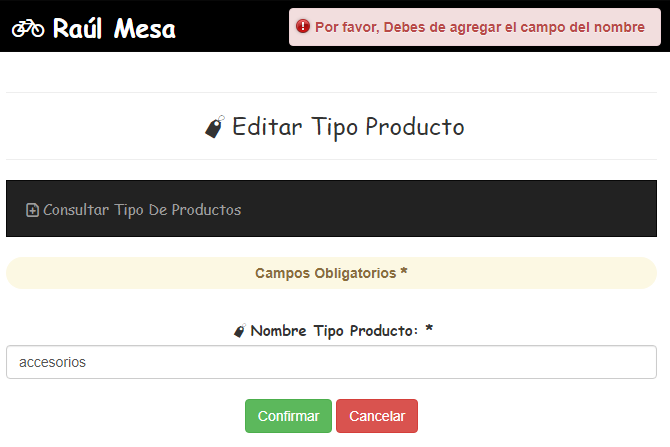 Raúl Mesa
Por favor, Debes de agregar el campo del nombre
Editar Tipo Producto
Consultar Tipo De Productos
Campos Obligatorios *
Nombre Tipo Producto: *
accesorios
Confirmar Cancelar